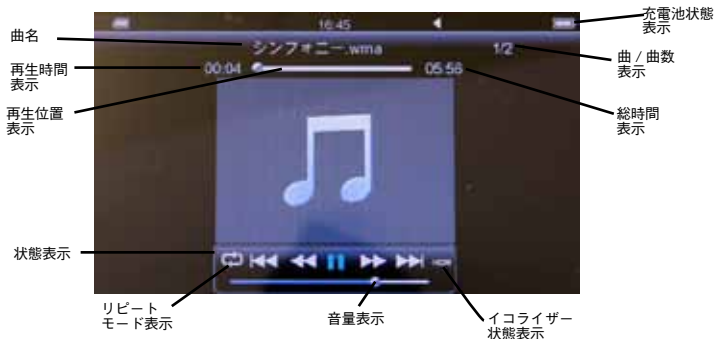 充電池状態
表示
16:45
曲名
シンフォニー.wma
1/2
曲 / 曲数
表示
再生時間
表示
00:04
05:56
再生位置
表示
総時間
表示
状態表示
リピート
モード表示
音量表示
イコライザー
状態表示